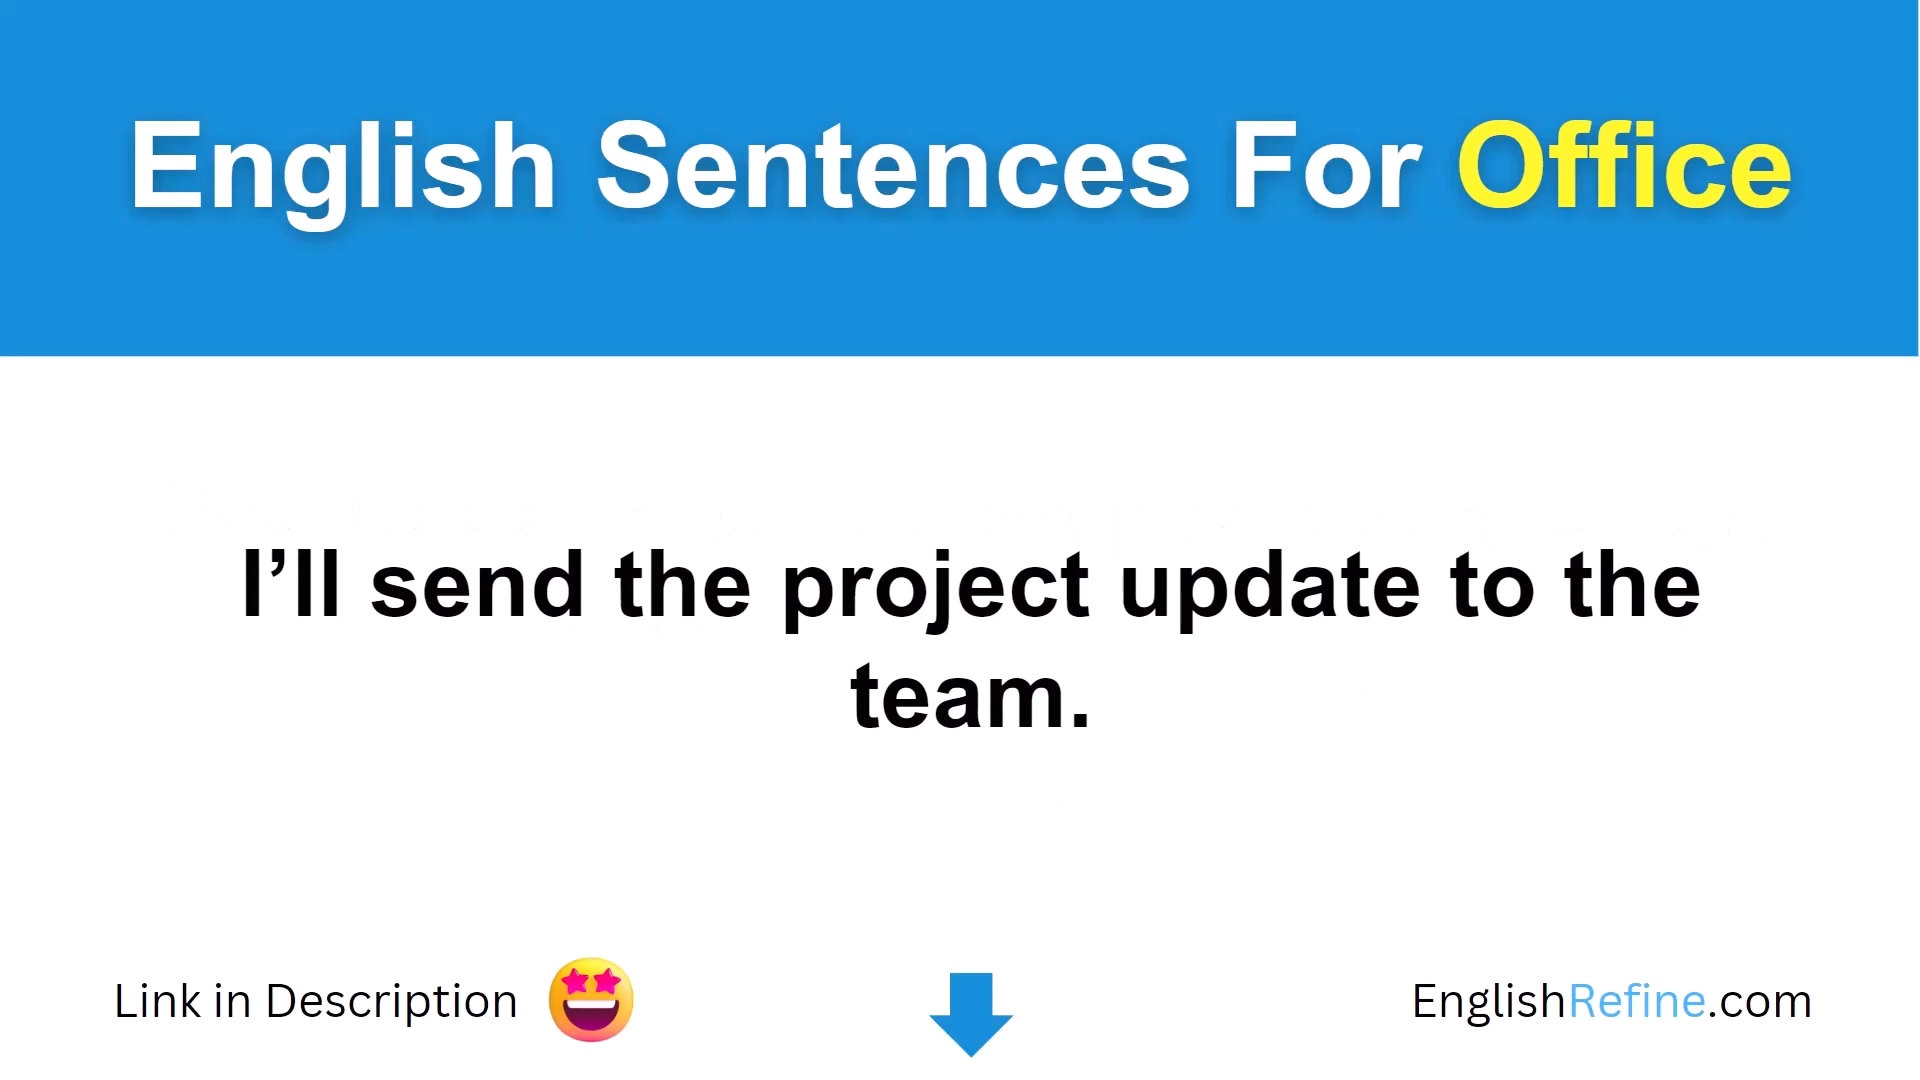 English Sentences For Office
I’ll send the project update to the
team.
Link in Description
EnglishRefine.com